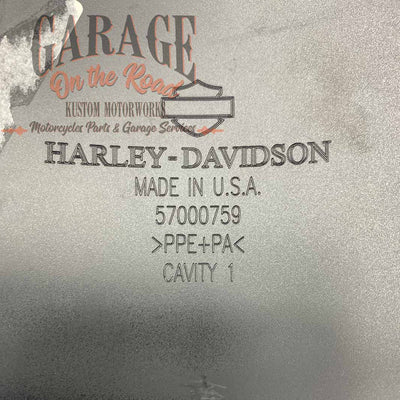 GARAGE
On the Road
KUSTOM MOTORWORKS
Motorcycles Parts & Garage Services
HARLEY-DAVIDSON
MADE IN U.S.A.
57000759
>PPE+PA<
CAVITY 1